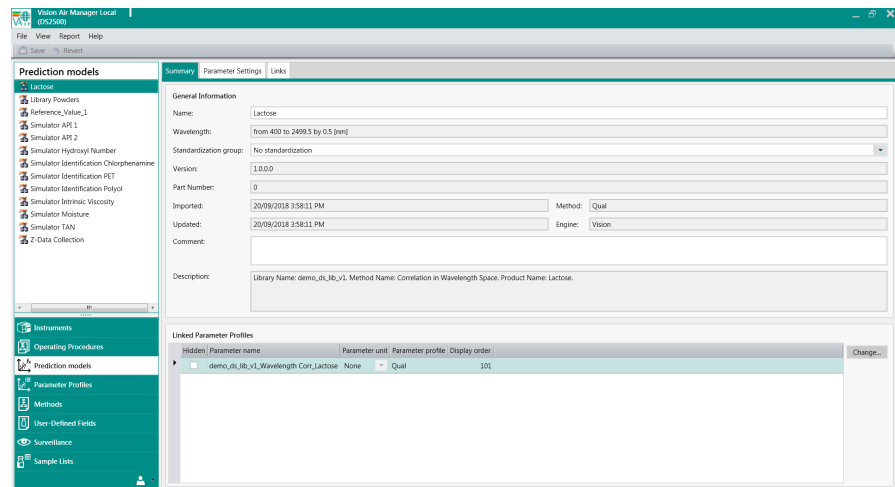 Vision Air Manager Local
(DS2500)
File View Report Help
Save Revert
Prediction models
Lactose
Library Powders
Reference_Value_1
Simulator API 1
Simulator API 2
Simulator Hydroxyl Number
Simulator Identification Chlorphenamine
Simulator Identification PET
Simulator Identification Polyol
Simulator Intrinsic Viscosity
Simulator Moisture
Simulator TAN
Z-Data Collection
Instruments
Operating Procedures
Prediction models
Parameter Profiles
Methods
User-Defined Fields
Surveillance
Sample Lists
Summary Parameter Settings Links
General Information
Name: Lactose
Wavelength: from 400 to 2499.5 by 0.5 [nm]
Standardization group: No standardization
Version: 1.0.0.0
Part Number: 0
Imported: 20/09/2018 3:58:11 PM Method: Qual
Updated: 20/09/2018 3:58:11 PM Engine: Vision
Comment:
Description: Library Name: demo_ds_lib_v1. Method Name: Correlation in Wavelength Space. Product Name: Lactose.
Linked Parameter Profiles
Hidden Parameter name Parameter unit Parameter profile Display order
demo_ds_lib_v1_Wavelength Corr_Lactose None Qual 101
Change...